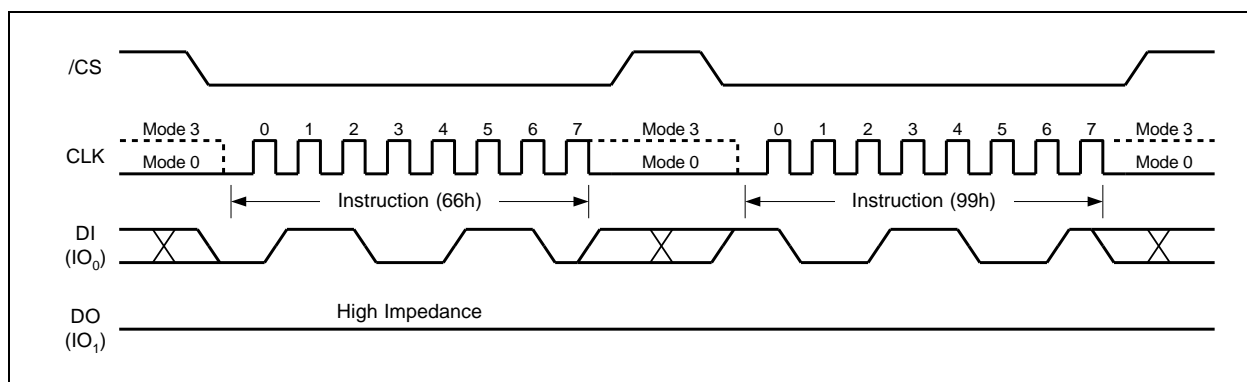 /CS
Mode 3 0 1 2 3 4 5 6 7 Mode 3 0 1 2 3 4 5 6 7 Mode 3
CLK Mode 0 Mode 0 Mode 0
Instruction (66h) Instruction (99h)
DI
(IO0)
High Impedance
DO
(IO1)